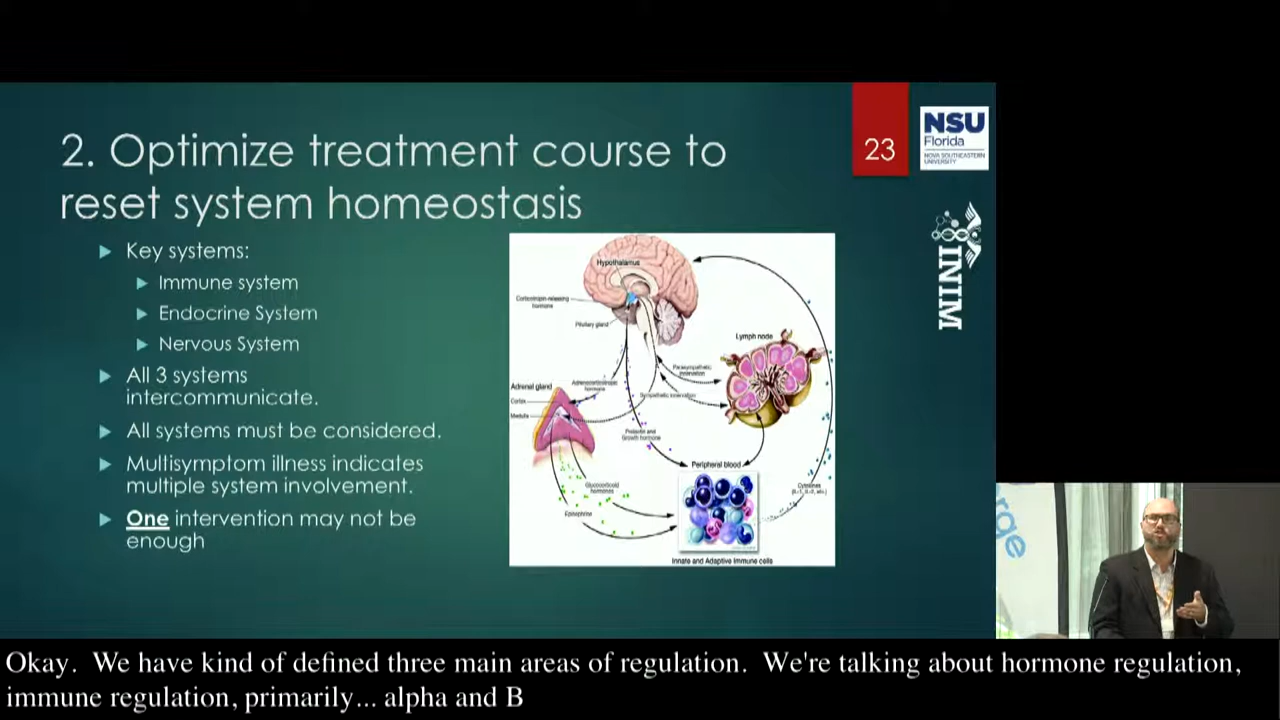 2. Optimize treatment course to
reset system homeostasis
23
NSU
Florida
NOVA SOUTHEASTERN
UNIVERSITY
INIM
Key systems:
Immune system
Endocrine System
Nervous System
All 3 systems
intercommunicate.
All systems must be considered.
Multisymptom illness indicates
multiple system involvement.
One intervention may not be
enough
Hypothalamus
Corticotropin-releasing
hormone
Pituitary gland
Lymph node
Parasympathetic
innervation
Sympathetic innervation
Adrenal gland
Cortex
Medulla
Adrenocorticotropic
hormone
Prolactin and
Growth hormone
Peripheral blood
Glucocorticoid
hormones
Epinephrine
Cytokines
Innate and Adaptive Immune cells
rge
Okay. We have kind of defined three main areas of regulation. We're talking about hormone regulation,
immune regulation, primarily... alpha and B